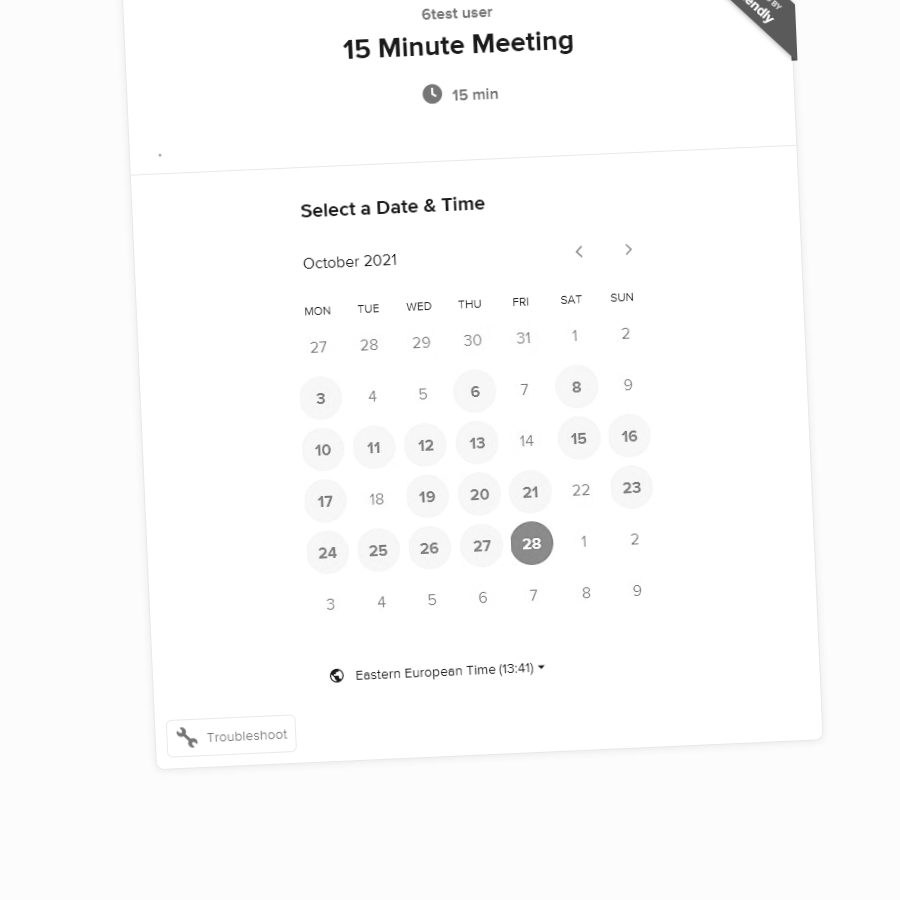 6test user
15 Minute Meeting
15 min
Select a Date & Time
October 2021
MON TUE WED THU FRI SAT SUN
27 28 29 30 31 1 2
3 4 5 6 7 8 9
10 11 12 13 14 15 16
17 18 19 20 21 22 23
24 25 26 27 28 1 2
3 4 5 6 7 8 9
Eastern European Time (13:41)
Troubleshoot